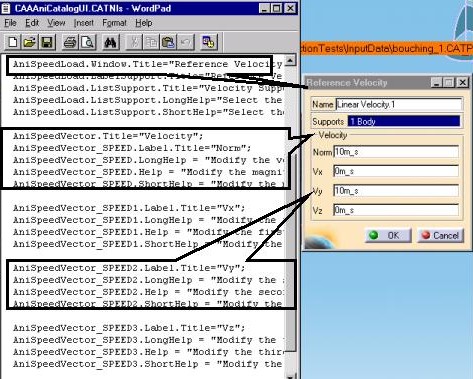 CAAAniCatalogUI.CATNls - WordPad
File Edit View Insert Format Help
AniSpeedLoad.Window.Title="Reference Velocity
AniSpeedLoad.ListSupport.Title="Velocity Supp
AniSpeedLoad.ListSupport.LongHelp="Select the
AniSpeedLoad.ListSupport.ShortHelp="Select the
AniSpeedVector.Title="Velocity";
AniSpeedVector_SPEED.Label.Title="Norm";
AniSpeedVector_SPEED.LongHelp = "Modify the v
AniSpeedVector_SPEED.Help = "Modify the magni
AniSpeedVector_SPEED.ShortHelp = "Modify the
AniSpeedVector_SPEED1.Label.Title="Vx";
AniSpeedVector_SPEED1.LongHelp = "Modify the
AniSpeedVector_SPEED1.Help = "Modify the firs
AniSpeedVector_SPEED1.ShortHelp = "Modify the
AniSpeedVector_SPEED2.Label.Title="Vy";
AniSpeedVector_SPEED2.LongHelp = "Modify the
AniSpeedVector_SPEED2.Help = "Modify the seco
AniSpeedVector_SPEED2.ShortHelp = "Modify the
AniSpeedVector_SPEED3.Label.Title="Vz";
AniSpeedVector_SPEED3.LongHelp = "Modify the
AniSpeedVector_SPEED3.Help = "Modify the thir
AniSpeedVector_SPEED3.ShortHelp = "Modify the
ctionTests\InputData\bouching_1.CATP
Reference Velocity
Name Linear Velocity.1
Supports 1 Body
Velocity
Norm 10m_s
Vx 0m_s
Vy 10m_s
Vz 0m_s
OK Cancel